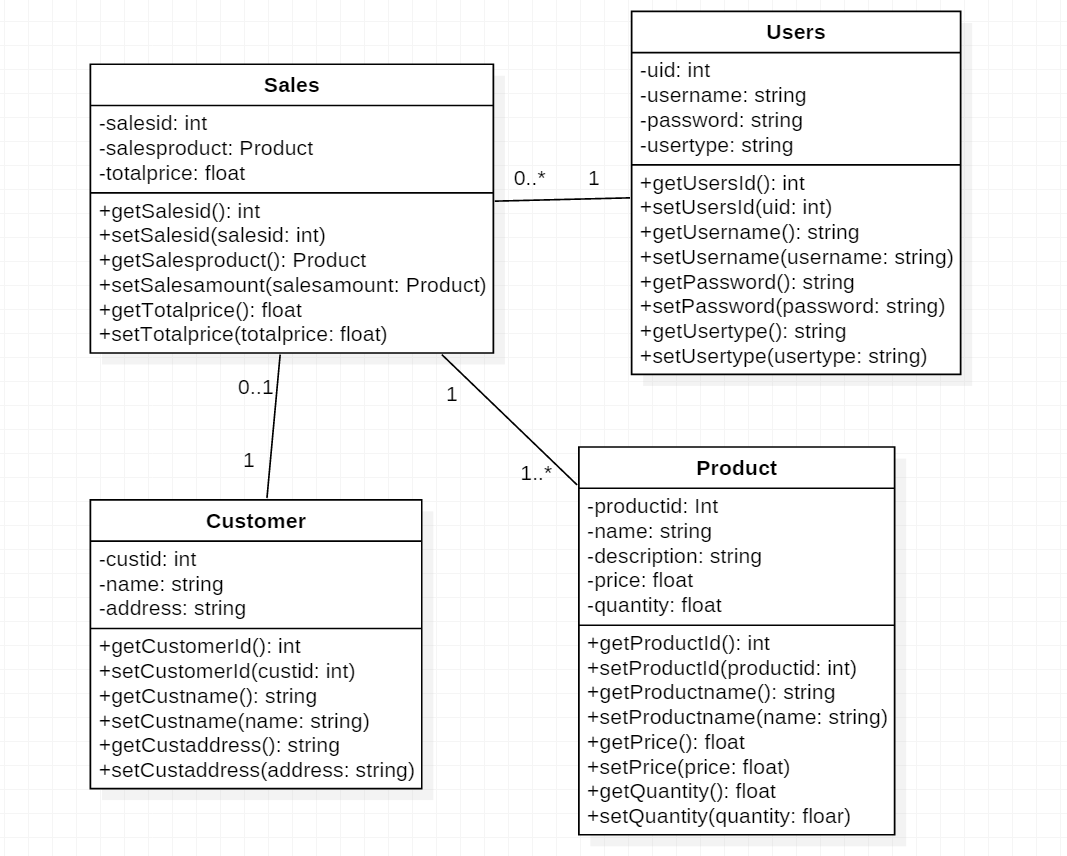 Sales
-salesid: int
-salesproduct: Product
-totalprice: float
+getSalesid(): int
+setSalesid(salesid: int)
+getSalesproduct(): Product
+setSalesamount(salesamount: Product)
+getTotalprice(): float
+setTotalprice(totalprice: float)
0..*
1
Users
-uid: int
-username: string
-password: string
-usertype: string
+getUsersId(): int
+setUsersId(uid: int)
+getUsername(): string
+setUsername(username: string)
+getPassword(): string
+setPassword(password: string)
+getUsertype(): string
+setUsertype(usertype: string)
0..1
1
1
1..*
Customer
-custid: int
-name: string
-address: string
+getCustomerId(): int
+setCustomerId(custid: int)
+getCustname(): string
+setCustname(name: string)
+getCustaddress(): string
+setCustaddress(address: string)
Product
-productid: Int
-name: string
-description: string
-price: float
-quantity: float
+getProductId(): int
+setProductId(productid: int)
+getProductname(): string
+setProductname(name: string)
+getPrice(): float
+setPrice(price: float)
+getQuantity(): float
+setQuantity(quantity: floar)